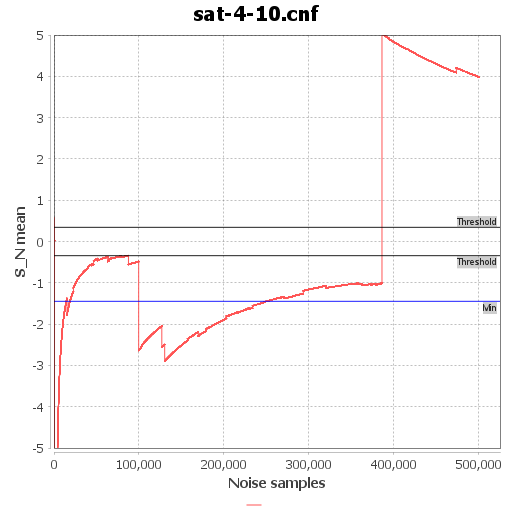 sat-4-10.cnf
5
4
3
2
1
Threshold
0
Threshold
-1
Min
-2
-3
-4
-5
S_N mean
0 100,000 200,000 300,000 400,000 500,000
Noise samples